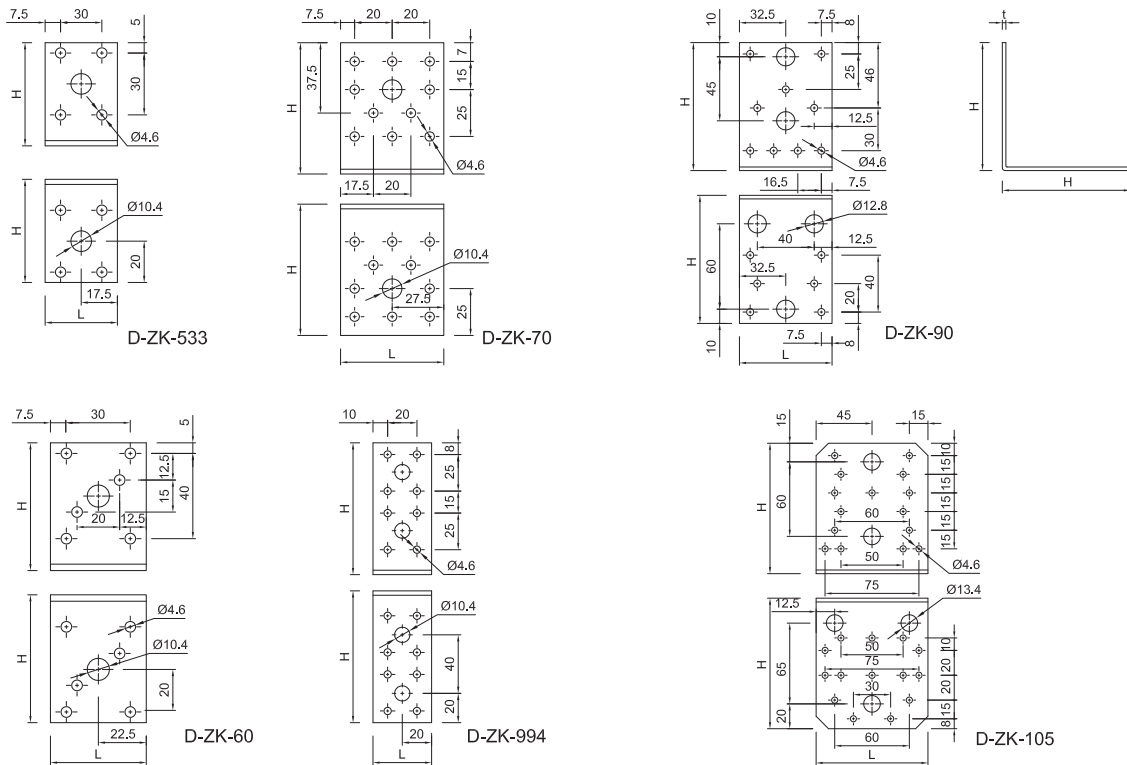 7.5 30 5
H 30
Ø4.6
H Ø10.4
20
17.5
L
D-ZK-533
7.5 20 20
7
37.5 15
H 25
Ø4.6
17.5 20
H Ø10.4
27.5
25
L
D-ZK-70
10 32.5 7.5 8
25 46
H 45
12.5
30
Ø4.6
16.5 7.5
Ø12.8
40 12.5
H 60
32.5 40
20
10 7.5 8
L
D-ZK-90
t
H
H
7.5 30 5
12.5
H 15 40
20 12.5
Ø4.6
H Ø10.4
20
22.5
L
D-ZK-60
10 20
8
25
H 15
25
Ø4.6
Ø10.4
H 40
20
20
L
D-ZK-994
15 45 15
10
15
H 60 15
60 15
15
15
50 Ø4.6
75
12.5 Ø13.4
10
50
H 65 75 20
30 20
20 15
8
60
L
D-ZK-105